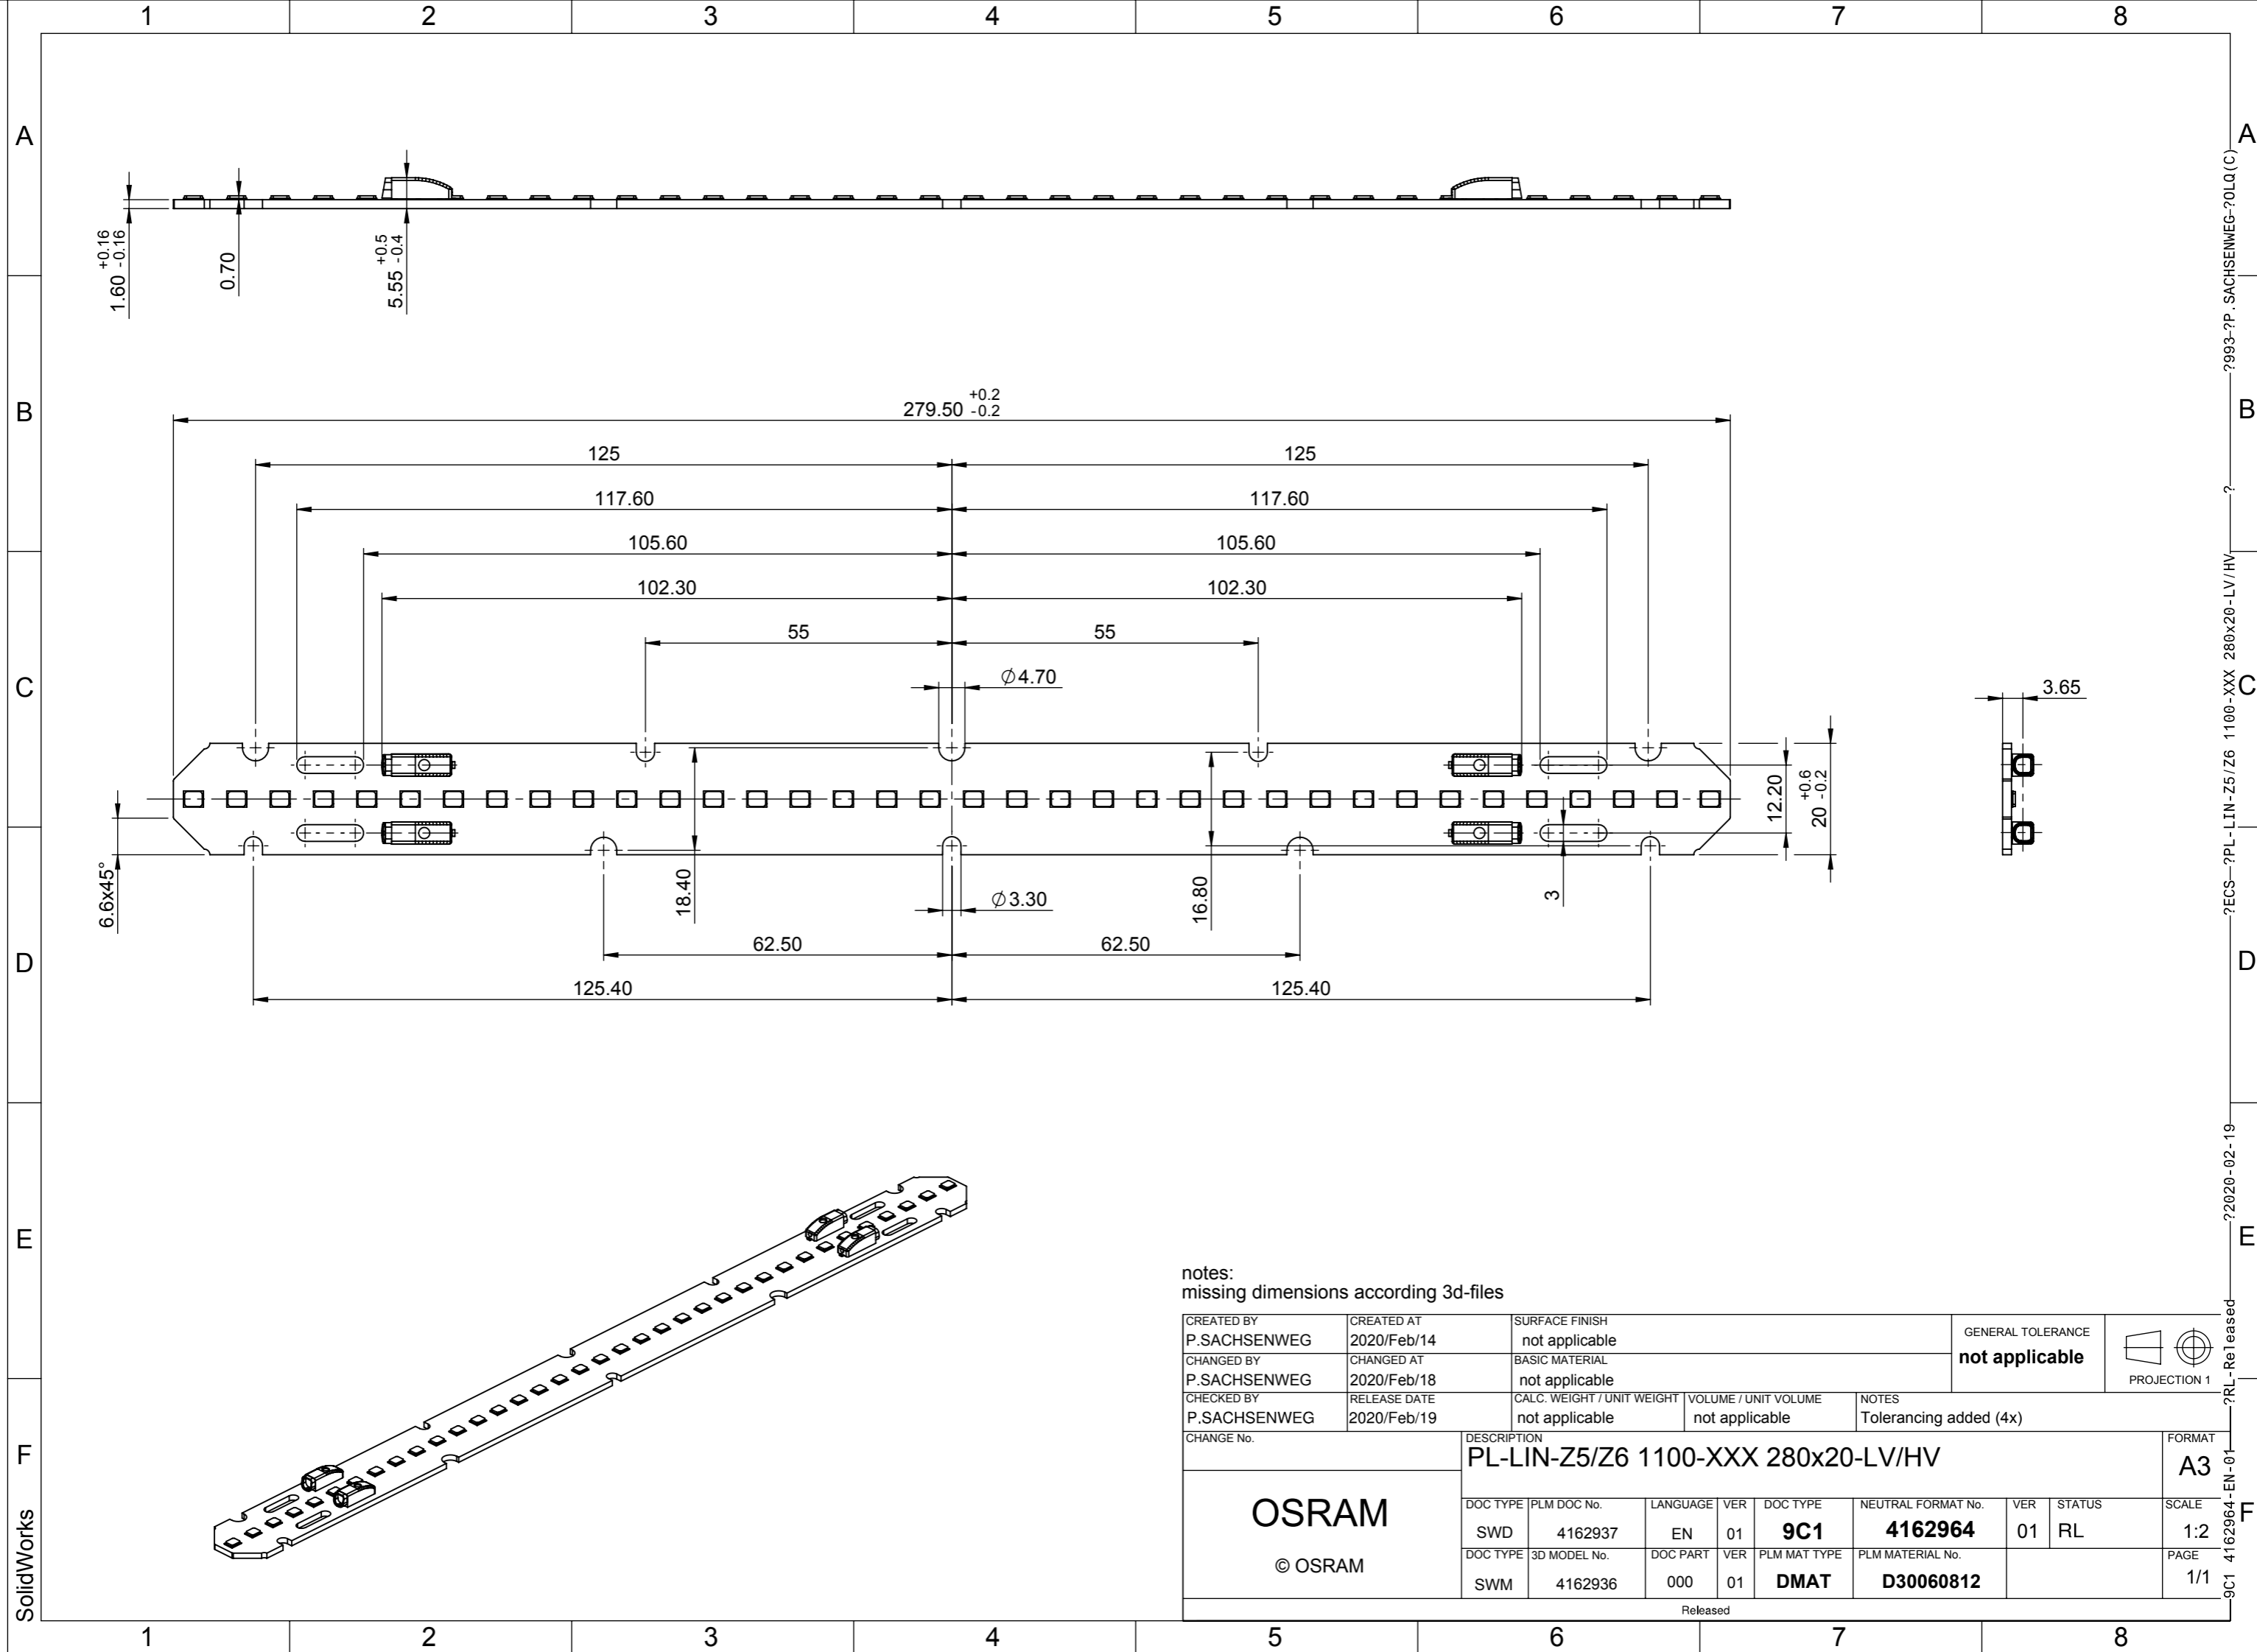 1 2 3 4 5 6 7 8
A A
1.60 +0.16 -0.16
0.70
5.55 +0.5 -0.4
B B
279.50 +0.2 -0.2
125 125
117.60 117.60
105.60 105.60
102.30 102.30
55 55
C C
⌀4.70
3.65
12.20
20 +0.6 -0.2
6.6x45°
18.40
⌀3.30
16.80
3
62.50 62.50
D D
125.40 125.40
E E
F F
SolidWorks
notes:
missing dimensions according 3d-files
CREATED BY CREATED AT SURFACE FINISH GENERAL TOLERANCE
P.SACHSENWEG 2020/Feb/14 not applicable not applicable
CHANGED BY CHANGED AT BASIC MATERIAL
P.SACHSENWEG 2020/Feb/18 not applicable PROJECTION 1
CHECKED BY RELEASE DATE CALC. WEIGHT / UNIT WEIGHT VOLUME / UNIT VOLUME NOTES
P.SACHSENWEG 2020/Feb/19 not applicable not applicable Tolerancing added (4x)
CHANGE No. DESCRIPTION FORMAT
PL-LIN-Z5/Z6 1100-XXX 280x20-LV/HV A3
OSRAM
© OSRAM
DOC TYPE PLM DOC No. LANGUAGE VER DOC TYPE NEUTRAL FORMAT No. VER STATUS SCALE
SWD 4162937 EN 01 9C1 4162964 01 RL 1:2
DOC TYPE 3D MODEL No. DOC PART VER PLM MAT TYPE PLM MATERIAL No. PAGE
SWM 4162936 000 01 DMAT D30060812 1/1
Released
9C1 4162964-EN-01 ?RL-Released ?2020-02-19 ?ECS ?PL-LIN-Z5/Z6 1100-XXX 280x20-LV/HV ? ?993 ?P.SACHSENWEG ?OLQ(C)
1 2 3 4 5 6 7 8